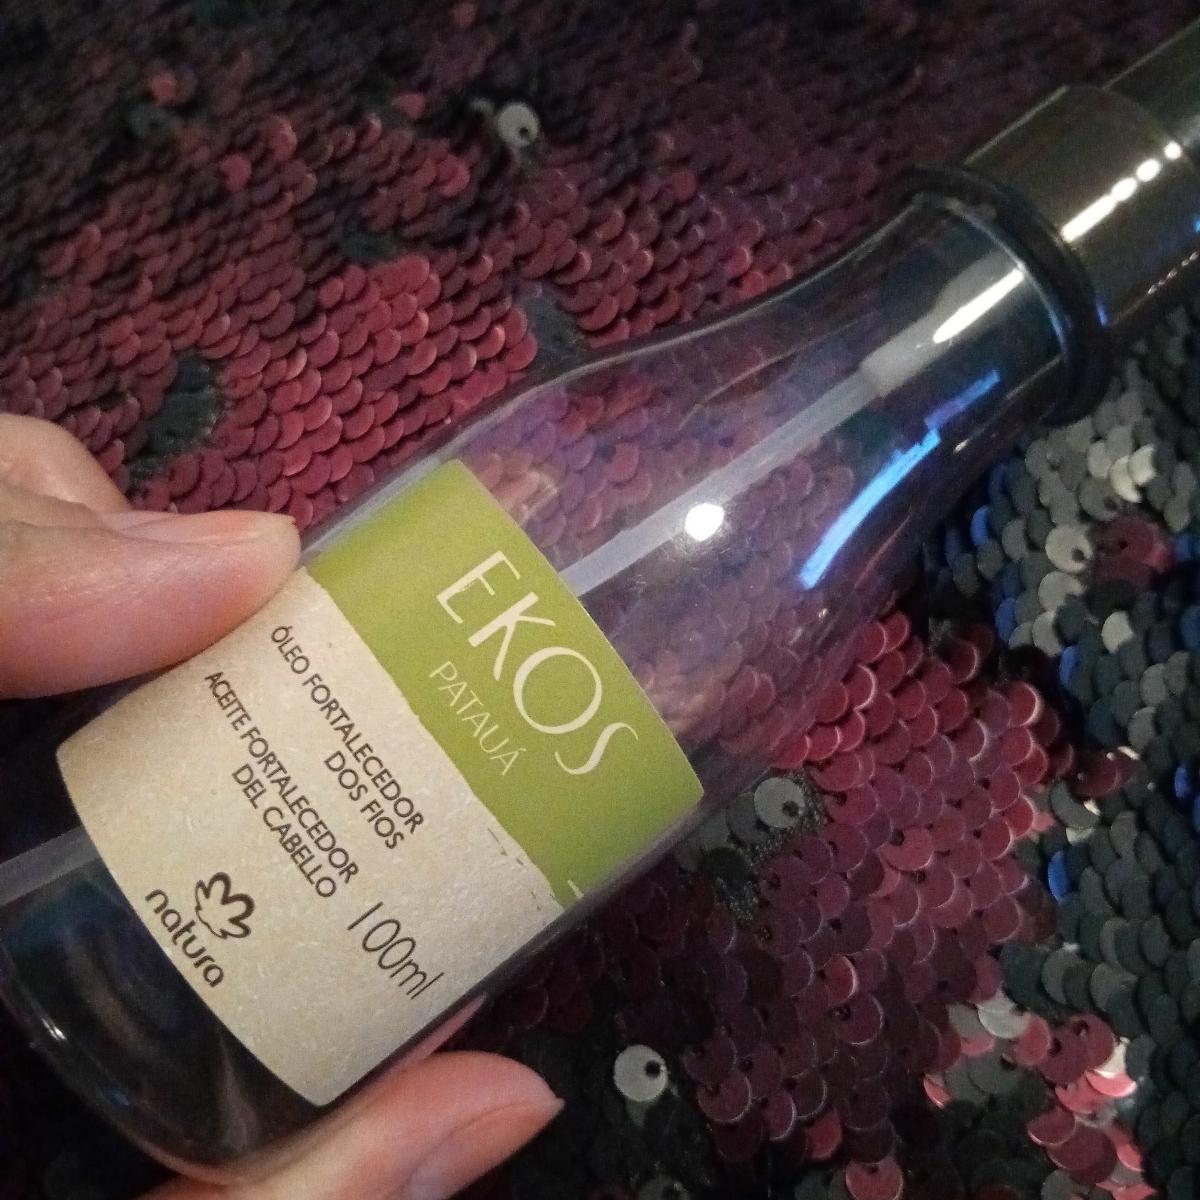 EKOS
PATAUÁ
ÓLEO FORTALECEDOR
DOS FIOS
ACEITE FORTALECEDOR
DEL CABELLO
100ml
natura